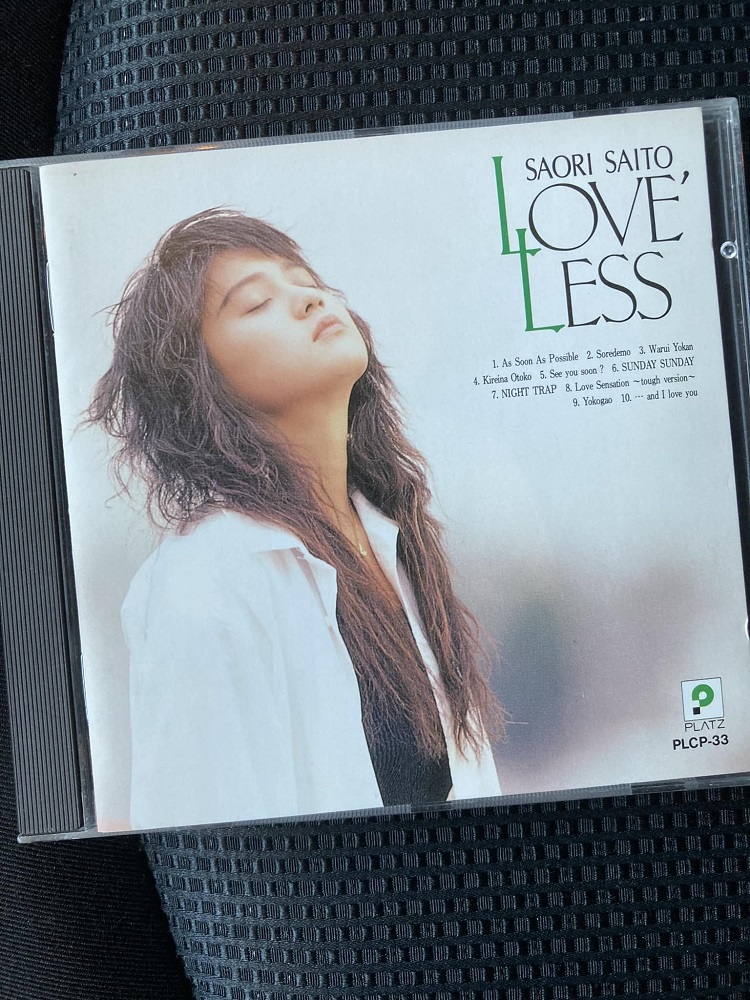 SAORI SAITO
LOVE'
LESS
1. As Soon As Possible 2. Soredemo 3. Warui Yokan
4. Kireina Otoko 5. See you soon ? 6. SUNDAY SUNDAY
7. NIGHT TRAP 8. Love Sensation ～tough version～
9. Yokogao 10. … and I love you
PLATZ
PLCP-33